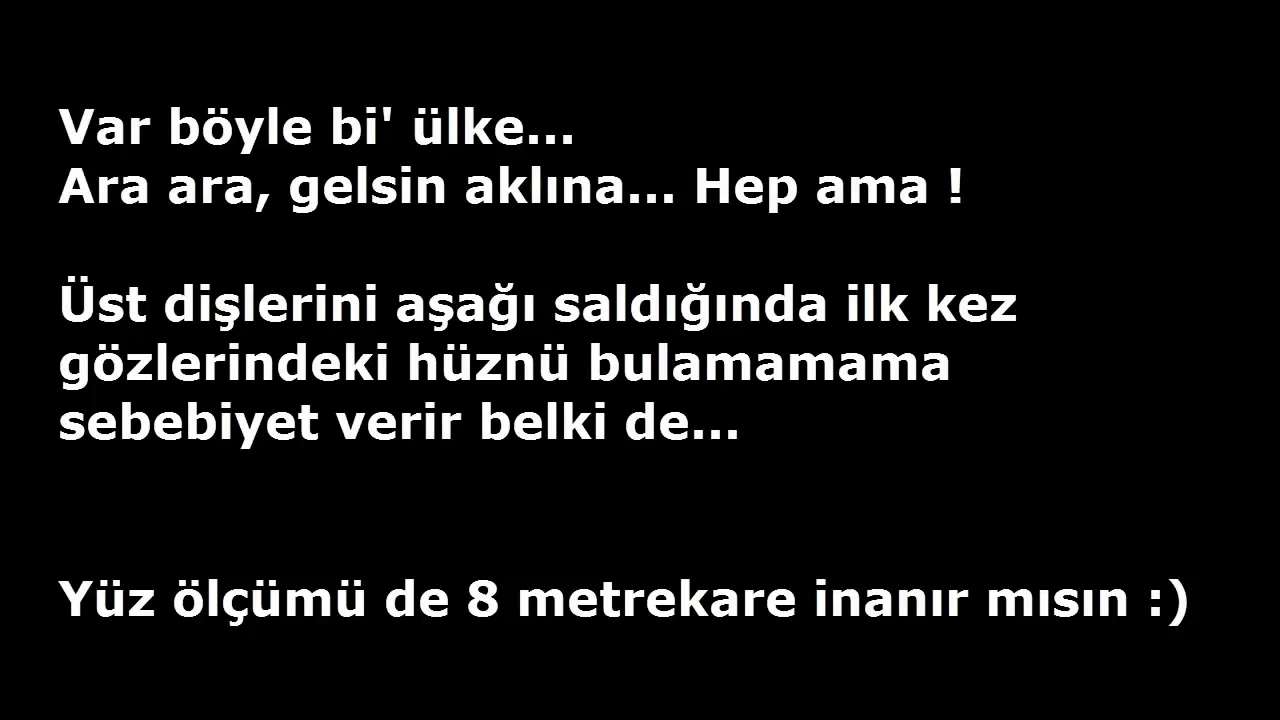 Var böyle bi' ülke...
Ara ara, gelsin aklına... Hep ama !
Üst dişlerini aşağı saldığında ilk kez
gözlerindeki hüznü bulamamama
sebebiyet verir belki de...
Yüz ölçümü de 8 metrekare inanır mısın :)